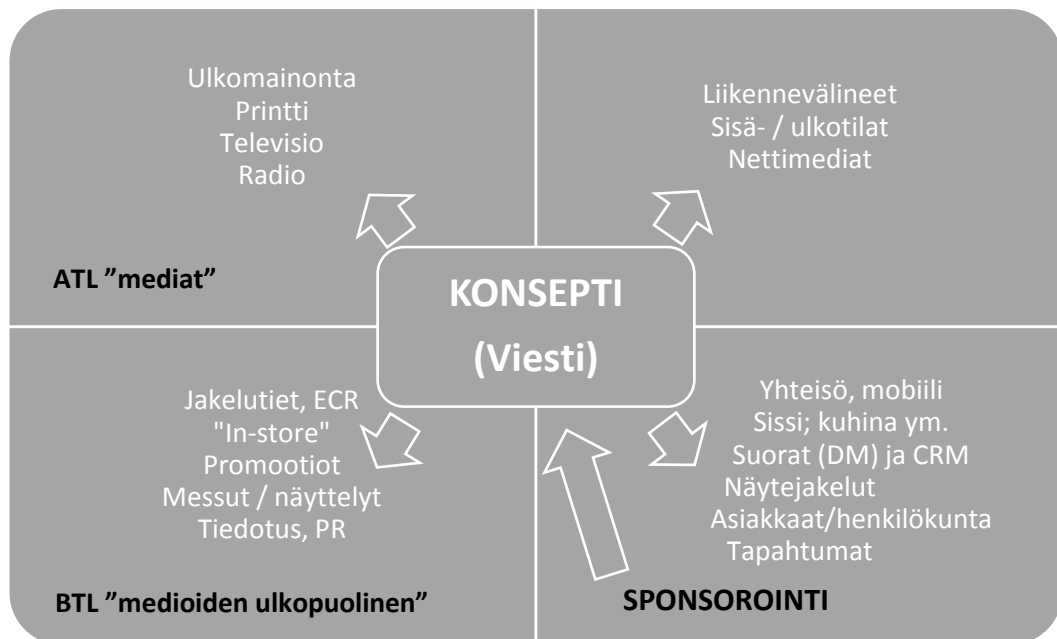 Ulkomainonta
Printti
Televisio
Radio
ATL ”mediat”
Liikennevälineet
Sisä- / ulkotilat
Nettimediat
KONSEPTI
(Viesti)
Jakelutiet, ECR
"In-store"
Promootiot
Messut / näyttelyt
Tiedotus, PR
BTL ”medioiden ulkopuolinen”
Yhteisö, mobiili
Sissi; kuhina ym.
Suorat (DM) ja CRM
Näytejakelut
Asiakkaat/henkilökunta
Tapahtumat
SPONSOROINTI